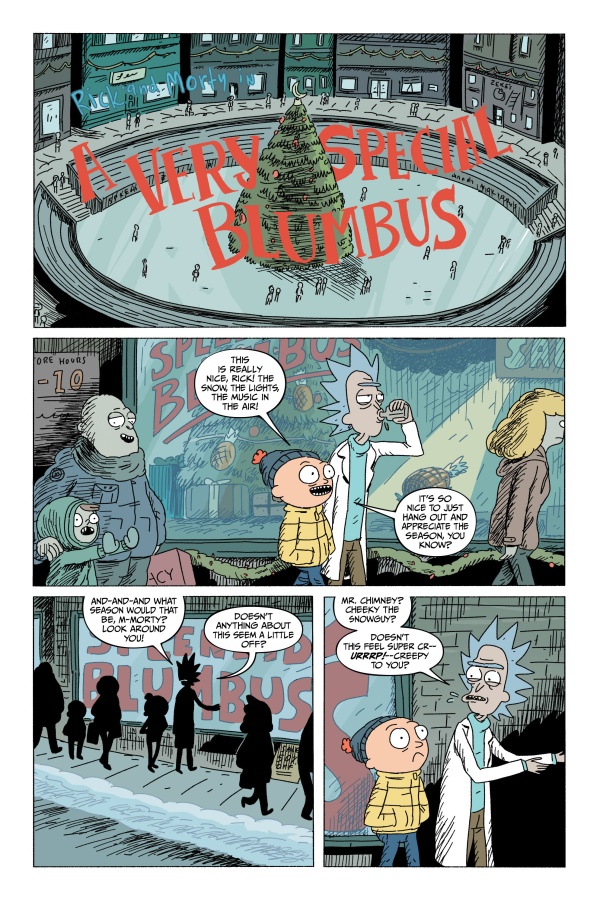 Rick and Morty in
A VERY SPECIAL
BLUMBUS
ORE HOURS
-10
THIS
IS REALLY
NICE, RICK! THE
SNOW, THE LIGHTS,
THE MUSIC IN
THE AIR!
IT'S SO
NICE TO JUST
HANG OUT AND
APPRECIATE THE
SEASON, YOU
KNOW?
AND-AND-AND WHAT
SEASON WOULD THAT
BE, M-MORTY?
LOOK AROUND
YOU!
DOESN'T
ANYTHING ABOUT
THIS SEEM A LITTLE
OFF?
BLUMBUS
MR. CHIMNEY?
CHEEKY THE
SNOWGUY?
DOESN'T
THIS FEEL SUPER CR--
URRRP!--CREEPY
TO YOU?